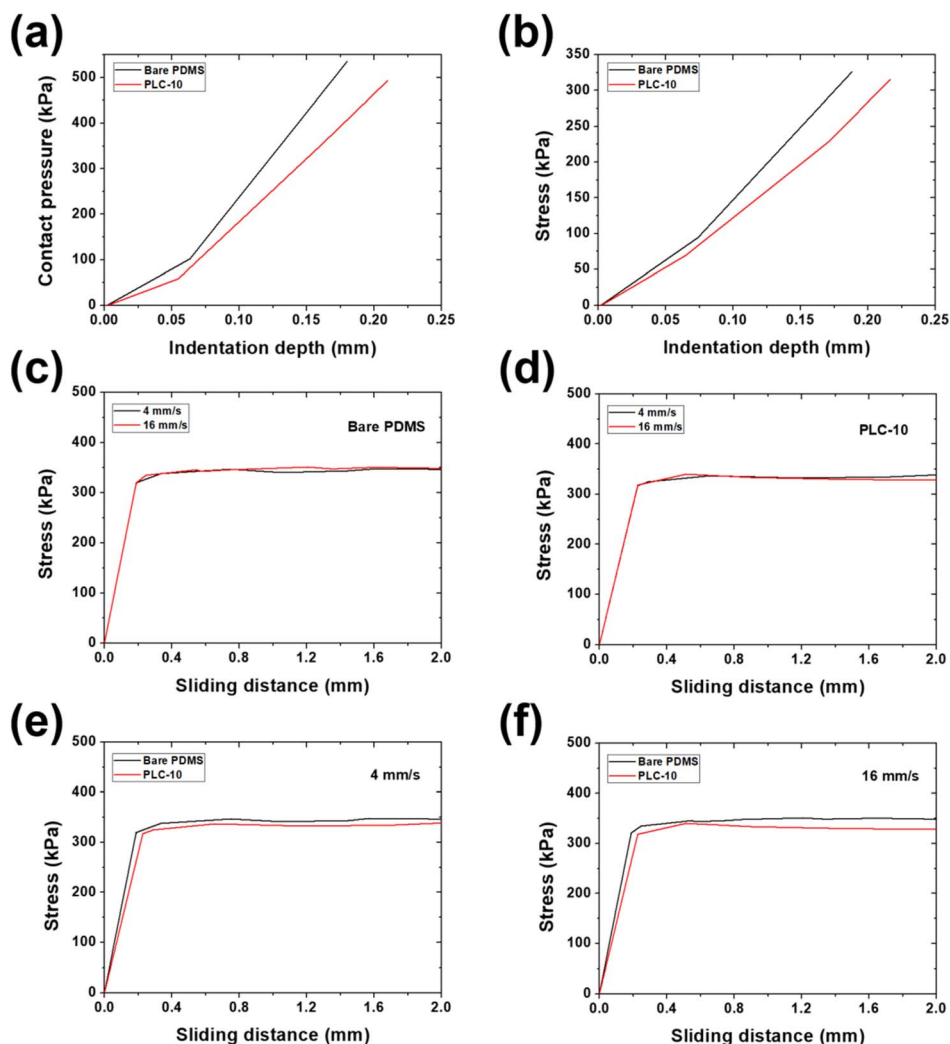 (a)
Contact pressure (kPa)
500
400
300
200
100
0
Bare PDMS
PLC-10
0.00 0.05 0.10 0.15 0.20 0.25
Indentation depth (mm)
(b)
Stress (kPa)
350
300
250
200
150
100
50
0
Bare PDMS
PLC-10
0.00 0.05 0.10 0.15 0.20 0.25
Indentation depth (mm)
(c)
Stress (kPa)
500
400
300
200
100
0
4 mm/s
16 mm/s
Bare PDMS
0.0 0.4 0.8 1.2 1.6 2.0
Sliding distance (mm)
(d)
Stress (kPa)
500
400
300
200
100
0
4 mm/s
16 mm/s
PLC-10
0.0 0.4 0.8 1.2 1.6 2.0
Sliding distance (mm)
(e)
Stress (kPa)
500
400
300
200
100
0
Bare PDMS
PLC-10
4 mm/s
0.0 0.4 0.8 1.2 1.6 2.0
Sliding distance (mm)
(f)
Stress (kPa)
500
400
300
200
100
0
Bare PDMS
PLC-10
16 mm/s
0.0 0.4 0.8 1.2 1.6 2.0
Sliding distance (mm)